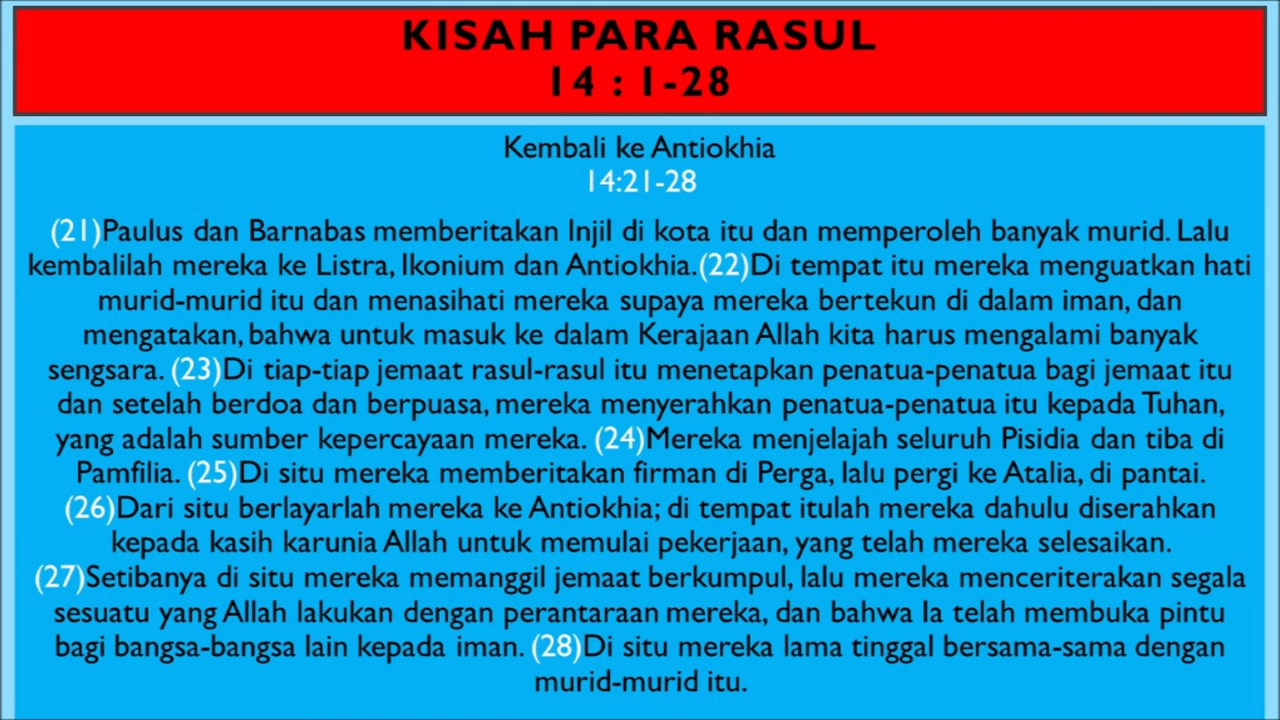 KISAH PARA RASUL
14 : 1-28
Kembali ke Antiokhia
14:21-28
(21)Paulus dan Barnabas memberitakan Injil di kota itu dan memperoleh banyak murid. Lalu
kembalilah mereka ke Listra, Ikonium dan Antiokhia.(22)Di tempat itu mereka menguatkan hati
murid-murid itu dan menasihati mereka supaya mereka bertekun di dalam iman, dan
mengatakan, bahwa untuk masuk ke dalam Kerajaan Allah kita harus mengalami banyak
sengsara. (23)Di tiap-tiap jemaat rasul-rasul itu menetapkan penatua-penatua bagi jemaat itu
dan setelah berdoa dan berpuasa, mereka menyerahkan penatua-penatua itu kepada Tuhan,
yang adalah sumber kepercayaan mereka. (24)Mereka menjelajah seluruh Pisidia dan tiba di
Pamfilia. (25)Di situ mereka memberitakan firman di Perga, lalu pergi ke Atalia, di pantai.
(26)Dari situ berlayarlah mereka ke Antiokhia; di tempat itulah mereka dahulu diserahkan
kepada kasih karunia Allah untuk memulai pekerjaan, yang telah mereka selesaikan.
(27)Setibanya di situ mereka memanggil jemaat berkumpul, lalu mereka menceriterakan segala
sesuatu yang Allah lakukan dengan perantaraan mereka, dan bahwa Ia telah membuka pintu
bagi bangsa-bangsa lain kepada iman. (28)Di situ mereka lama tinggal bersama-sama dengan
murid-murid itu.